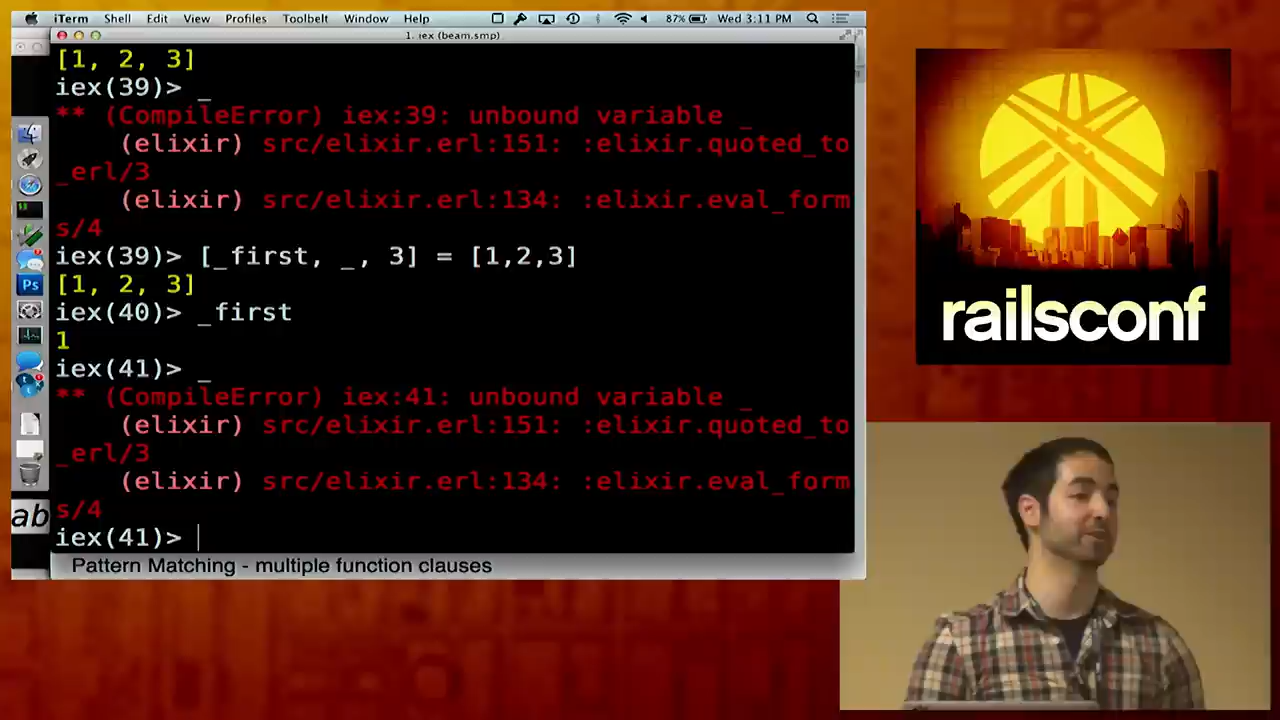 iTerm Shell Edit View Profiles Toolbelt Window Help 87% Wed 3:11 PM
1. iex (beam.smp)
[1, 2, 3]
iex(39)> _
** (CompileError) iex:39: unbound variable _
(elixir) src/elixir.erl:151: :elixir.quoted_to
_erl/3
(elixir) src/elixir.erl:134: :elixir.eval_form
s/4
iex(39)> [_first, _, 3] = [1,2,3]
[1, 2, 3]
iex(40)> _first
1
iex(41)> _
** (CompileError) iex:41: unbound variable _
(elixir) src/elixir.erl:151: :elixir.quoted_to
_erl/3
(elixir) src/elixir.erl:134: :elixir.eval_form
s/4
iex(41)>
Ps
ab
Pattern Matching - multiple function clauses
railsconf